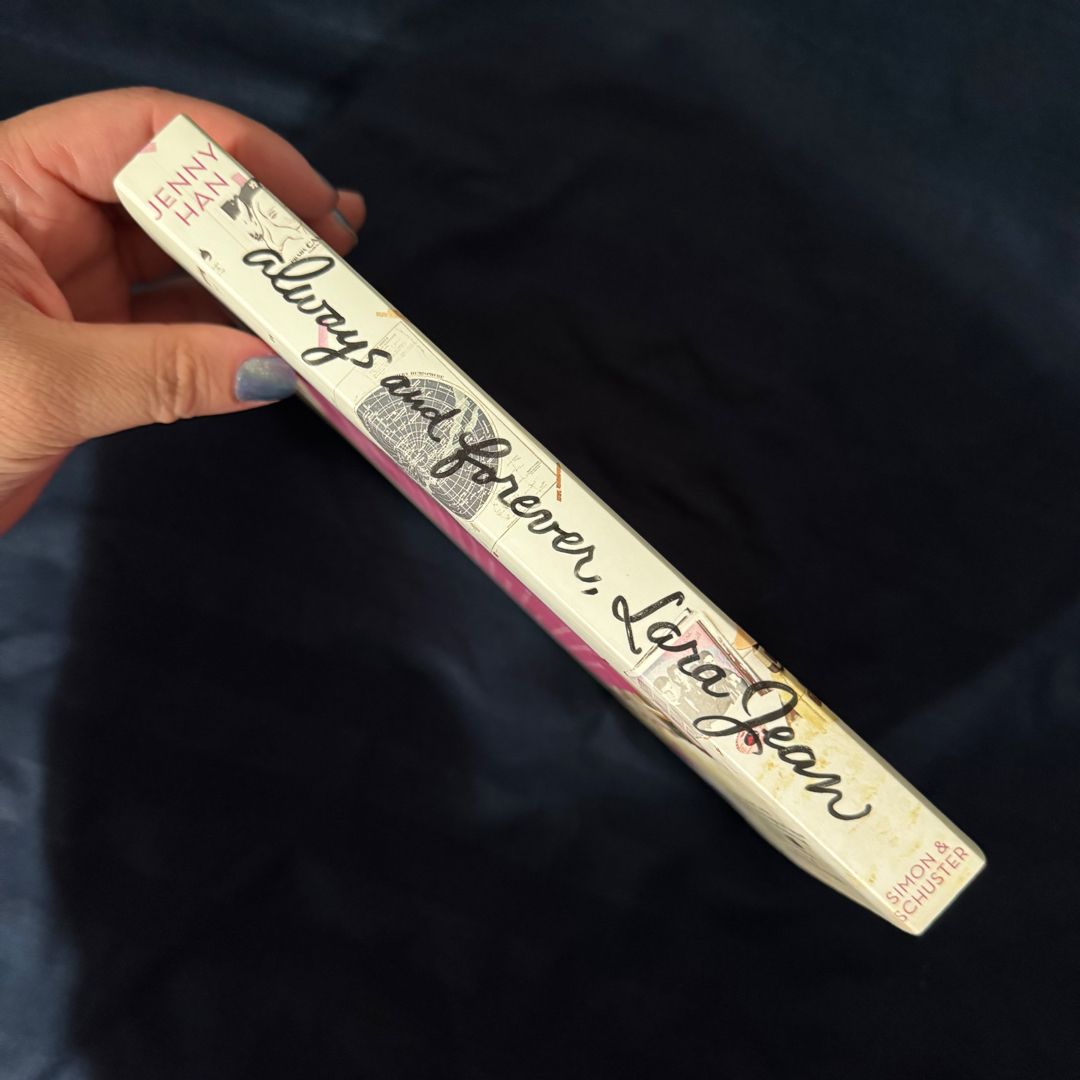 JENNY
HAN
always and forever, Lara Jean
SIMON &
SCHUSTER